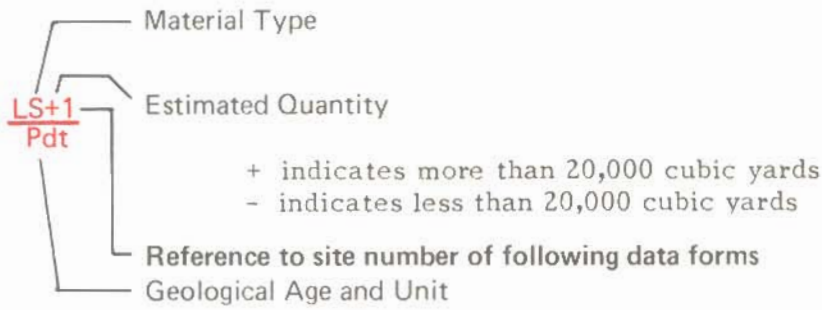 Material Type
LS+1
Pdt
Estimated Quantity
+ indicates more than 20,000 cubic yards
- indicates less than 20,000 cubic yards
Reference to site number of following data forms
Geological Age and Unit